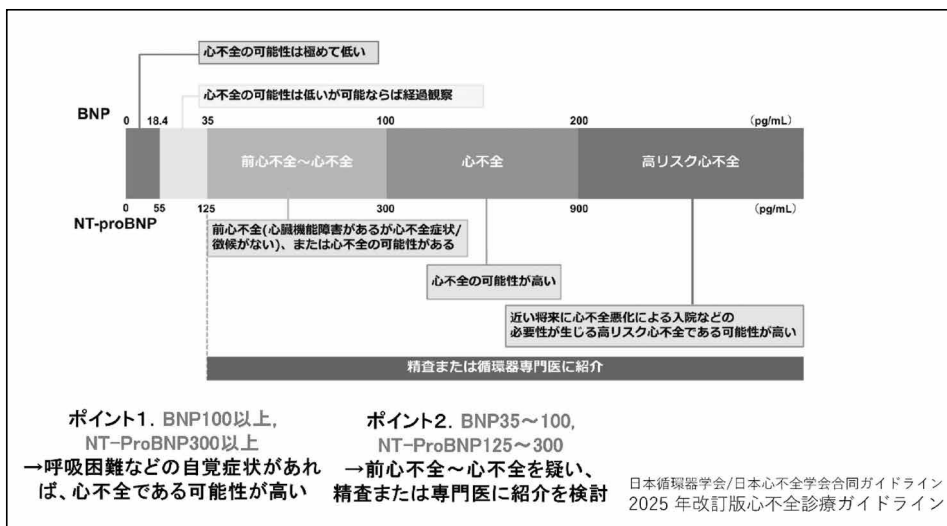 心不全の可能性は極めて低い
心不全の可能性は低いが可能ならば経過観察
BNP
0 18.4 35 100 200 (pg/mL)
前心不全～心不全 心不全 高リスク心不全
0 55 125 300 900 (pg/mL)
NT-proBNP
前心不全(心臓機能障害があるが心不全症状/
徴候がない)、または心不全の可能性がある
心不全の可能性が高い
近い将来に心不全悪化による入院などの
必要性が生じる高リスク心不全である可能性が高い
精査または循環器専門医に紹介
ポイント1. BNP100以上,
NT-ProBNP300以上
→呼吸困難などの自覚症状があれ
ば、心不全である可能性が高い
ポイント2. BNP35～100,
NT-ProBNP125～300
→前心不全～心不全を疑い、
精査または専門医に紹介を検討
日本循環器学会/日本心不全学会合同ガイドライン
2025 年改訂版心不全診療ガイドライン